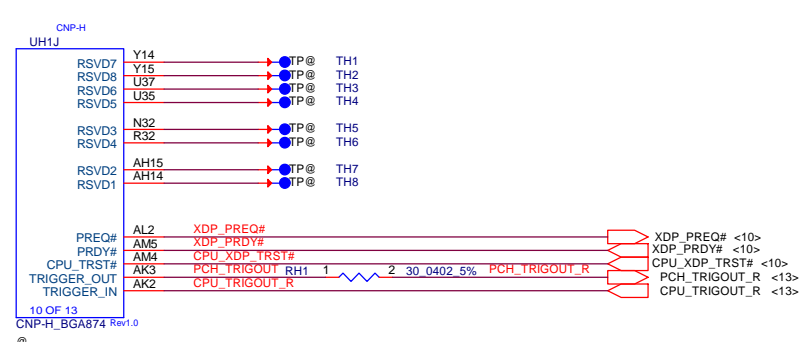 CNP-H
UH1J
RSVD7 Y14 TP@ TH1
RSVD8 Y15 TP@ TH2
RSVD6 U37 TP@ TH3
RSVD5 U35 TP@ TH4
RSVD3 N32 TP@ TH5
RSVD4 R32 TP@ TH6
RSVD2 AH15 TP@ TH7
RSVD1 AH14 TP@ TH8
PREQ# AL2 XDP_PREQ# XDP_PREQ# <10>
PRDY# AM5 XDP_PRDY# XDP_PRDY# <10>
CPU_TRST# AM4 CPU_XDP_TRST# CPU_XDP_TRST# <10>
TRIGGER_OUT AK3 PCH_TRIGOUT RH1 1 2 30_0402_5% PCH_TRIGOUT_R PCH_TRIGOUT_R <13>
TRIGGER_IN AK2 CPU_TRIGOUT_R CPU_TRIGOUT_R <13>
10 OF 13
CNP-H_BGA874 Rev1.0
@